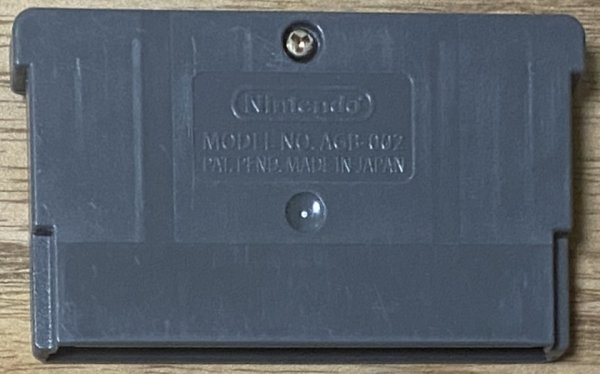 Nintendo
MODEL NO. AGB-002
PAT. PEND. MADE IN JAPAN